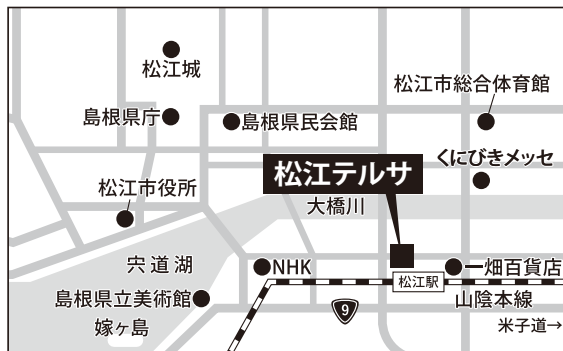 松江城
松江市総合体育館
島根県庁
島根県民会館
くにびきメッセ
松江テルサ
松江市役所
大橋川
宍道湖
NHK
一畑百貨店
松江駅
島根県立美術館
山陰本線
9
嫁ヶ島
米子道→